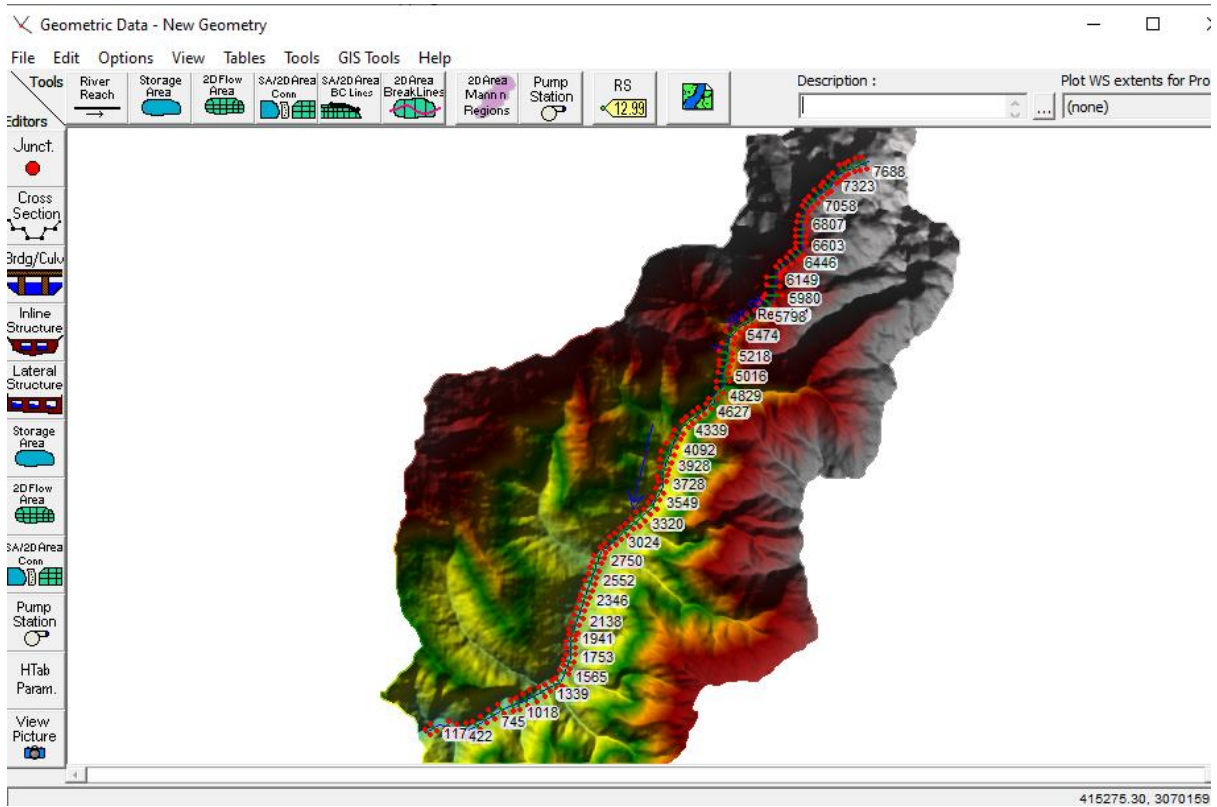 Geometric Data - New Geometry
File Edit Options View Tables Tools GIS Tools Help
Tools
Editors
River
Reach
Storage
Area
2D Flow
Area
SA/2D Area
Conn
SA/2D Area
BC Lines
2D Area
BreakLines
2D Area
Mann n
Regions
Pump
Station
RS
12.99
Description :
...
Plot WS extents for Pro
(none)
Junct.
Cross
Section
Brdg/Culv
Inline
Structure
Lateral
Structure
Storage
Area
2D Flow
Area
SA/2D Area
Conn
Pump
Station
HTab
Param.
View
Picture
7688
7323
7058
6807
6603
6446
6149
5980
5798
5474
5218
5016
4829
4627
4339
4092
3928
3728
3549
3320
3024
2750
2552
2346
2138
1941
1753
1565
1339
1018
745
422
117
415275.30, 3070159